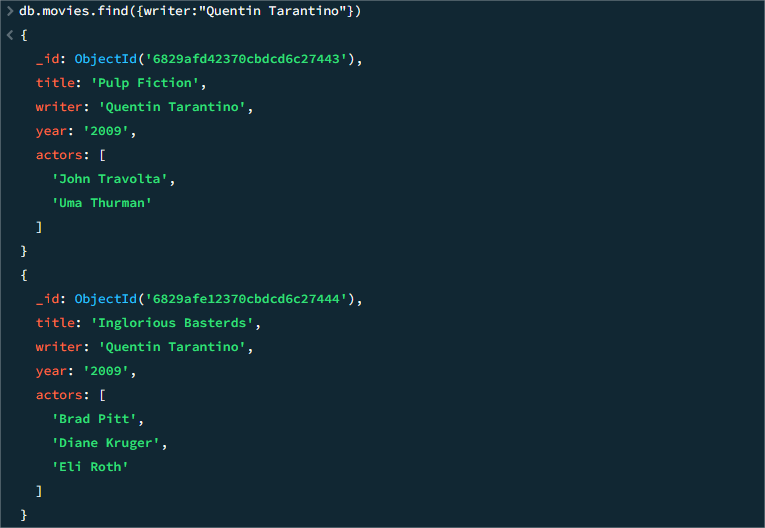 > db.movies.find({writer:"Quentin Tarantino"})
< {
_id: ObjectId('6829afd42370cbdcd6c27443'),
title: 'Pulp Fiction',
writer: 'Quentin Tarantino',
year: '2009',
actors: [
'John Travolta',
'Uma Thurman'
]
}
{
_id: ObjectId('6829afe12370cbdcd6c27444'),
title: 'Inglorious Basterds',
writer: 'Quentin Tarantino',
year: '2009',
actors: [
'Brad Pitt',
'Diane Kruger',
'Eli Roth'
]
}